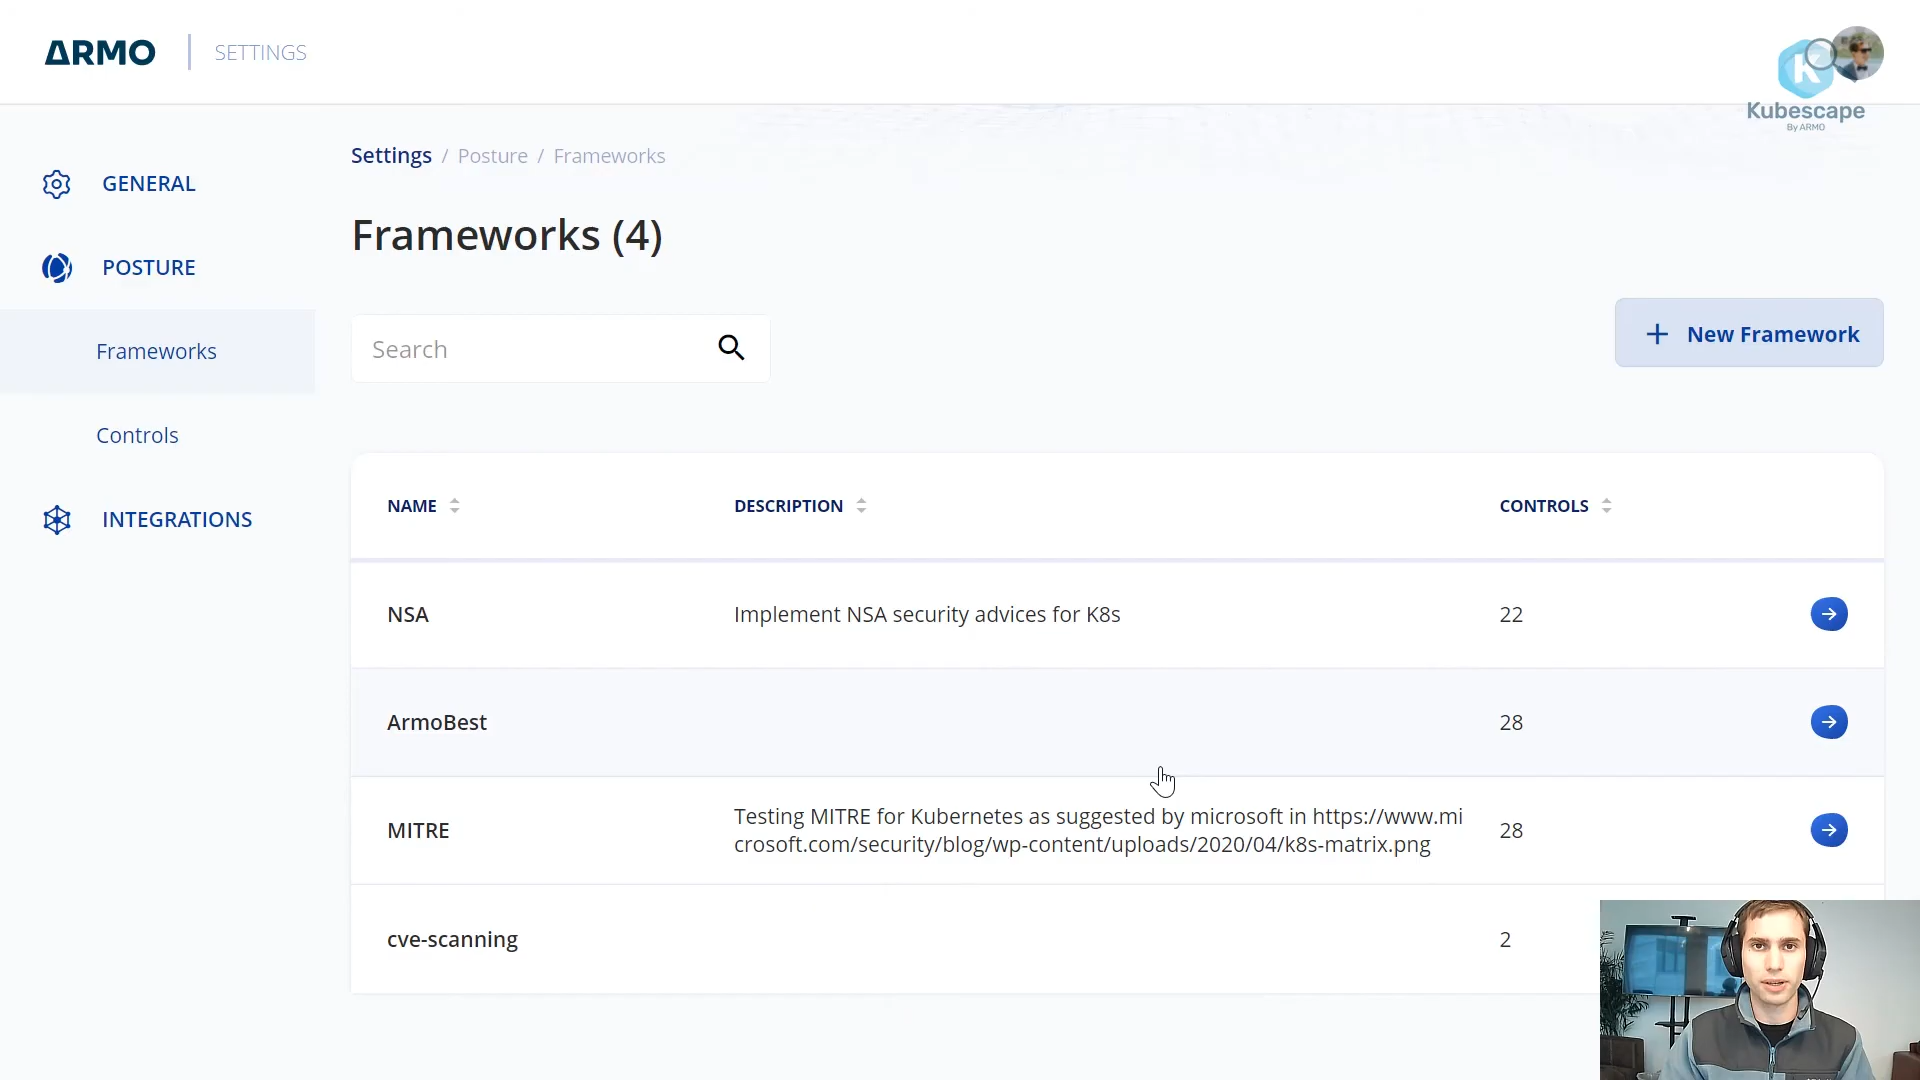 ARMO
SETTINGS
K
Kubescape
By ARMO
GENERAL
POSTURE
Frameworks
Controls
INTEGRATIONS
Settings / Posture / Frameworks
Frameworks (4)
Search
+ New Framework
NAME DESCRIPTION CONTROLS
NSA Implement NSA security advices for K8s 22
ArmoBest 28
MITRE Testing MITRE for Kubernetes as suggested by microsoft in https://www.mi
crosoft.com/security/blog/wp-content/uploads/2020/04/k8s-matrix.png 28
cve-scanning 2